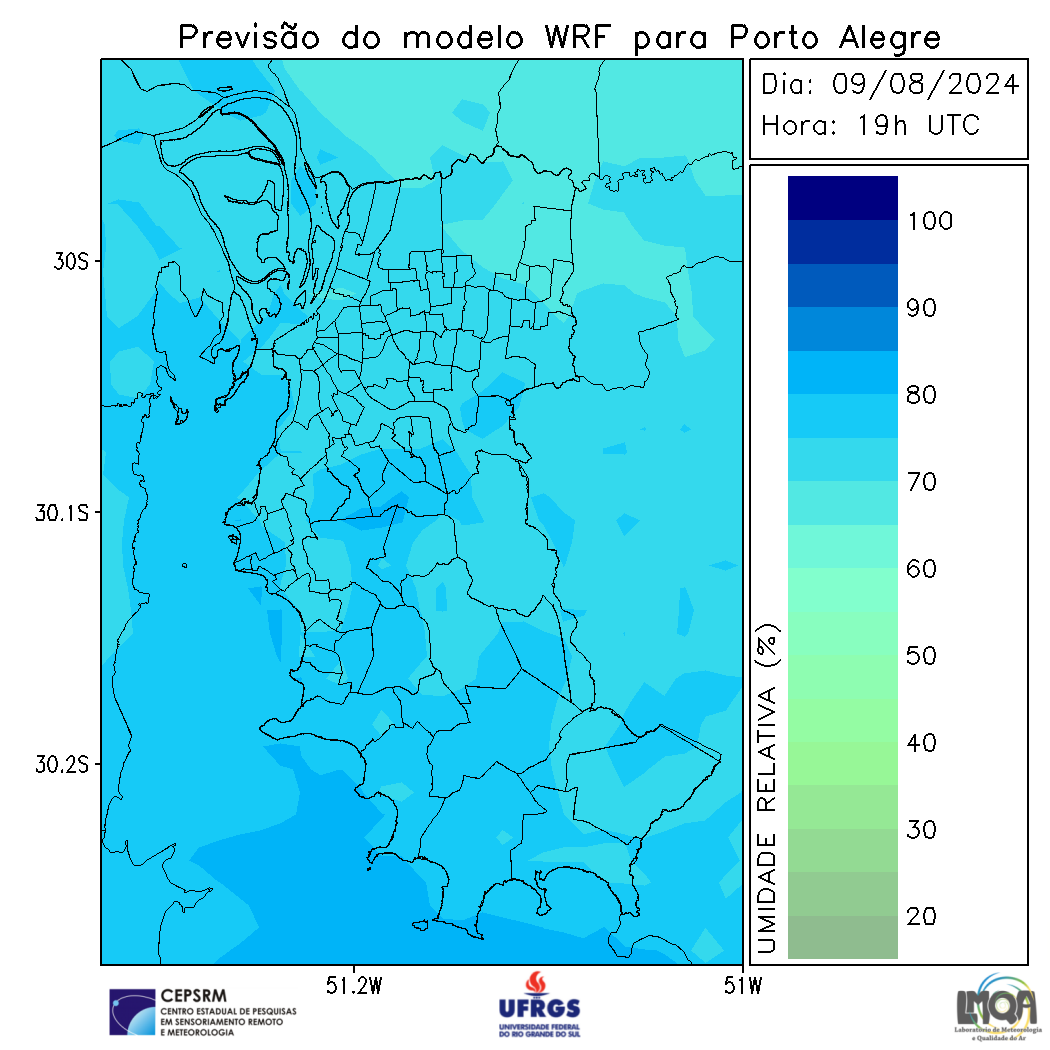 Previsão do modelo WRF para Porto Alegre
Dia: 09/08/2024
Hora: 19h UTC
30S
30.1S
30.2S
51.2W
51W
100
90
80
70
60
50
40
30
20
UMIDADE RELATIVA (%)
CEPSRM
CENTRO ESTADUAL DE PESQUISAS
EM SENSORIAMENTO REMOTO
E METEOROLOGIA
UFRGS
UNIVERSIDADE FEDERAL
DO RIO GRANDE DO SUL
LMQA
Laboratório de Meteorologia
e Qualidade do Ar